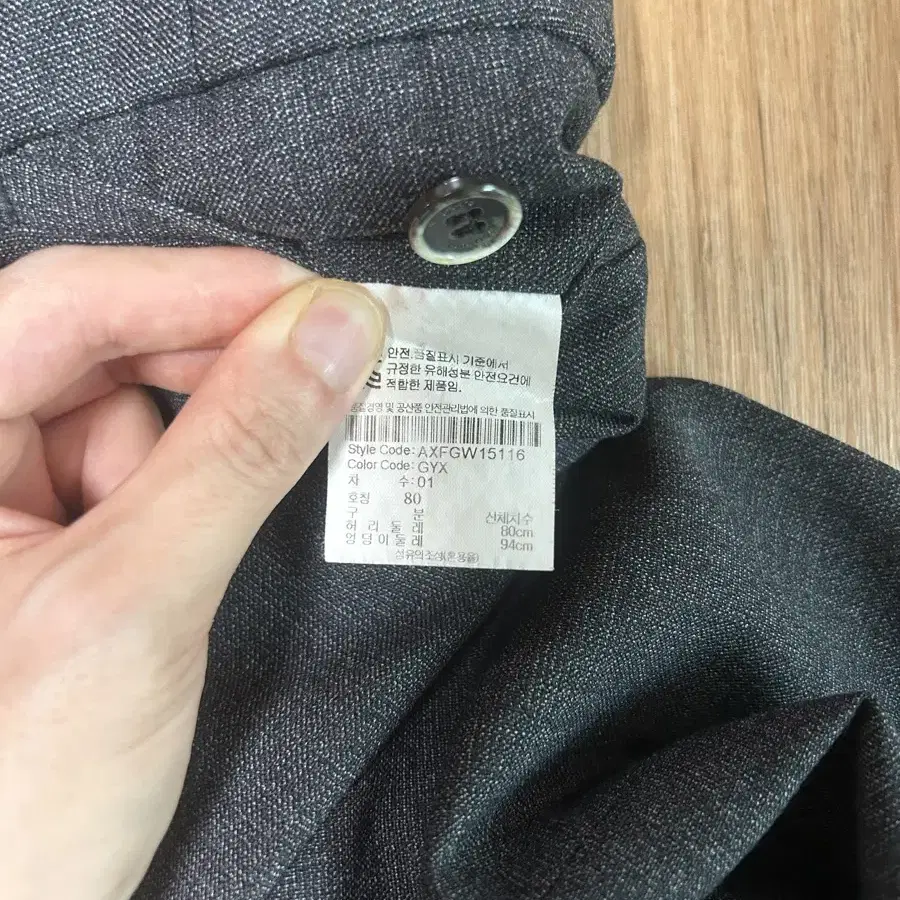 안전.품질표시 기준에서
규정한 유해성분 안전요건에
적합한 제품임.
품질경영 및 공산품 안전관리법에 의한 품질표시
Style Code: AXFGW15116
Color Code: GYX
차 수: 01
호칭 80
구 분 신체치수
허리둘레 80cm
엉덩이둘레 94cm
섬유의조성(혼용율)